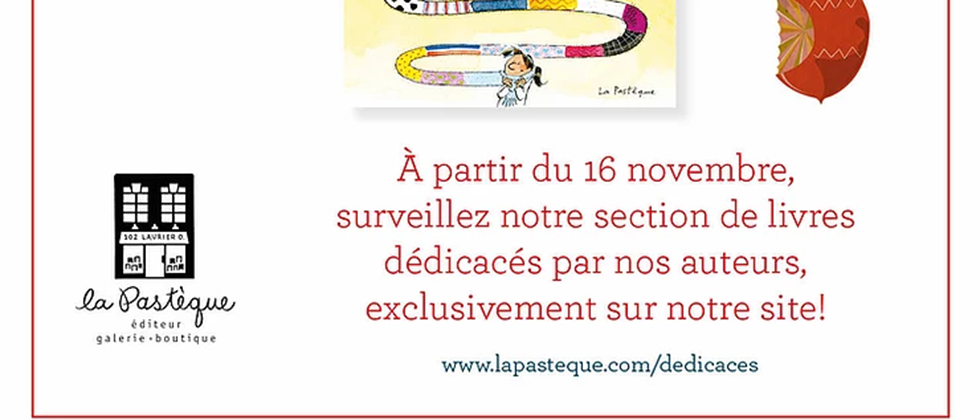 La Pastèque
À partir du 16 novembre,
surveillez notre section de livres
dédicacés par nos auteurs,
exclusivement sur notre site!
www.lapasteque.com/dedicaces
102 LAURIER O.
la Pastèque
éditeur
galerie•boutique